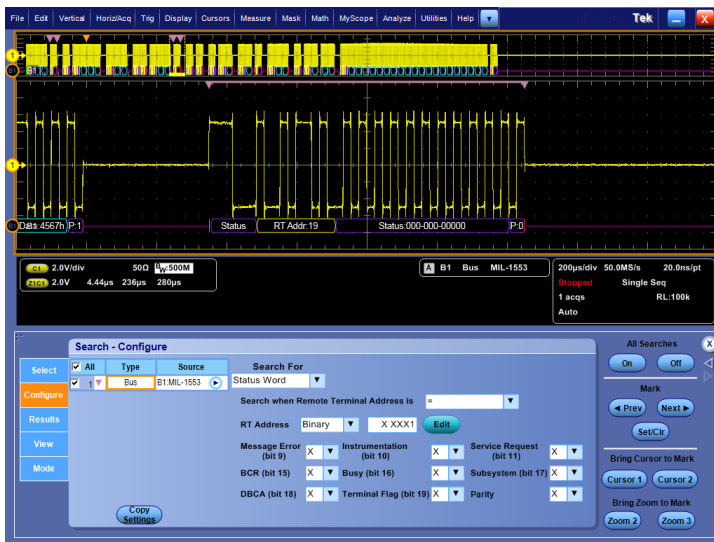 File Edit Vertical Horiz/Acq Trig Display Cursors Measure Mask Math MyScope Analyze Utilities Help Tek X
1
B1
1
B1 Data:4567h P:1 Status RT Addr:19 Status:000-000-00000 P:0
C1 2.0V/div 50Ω BW:500M
Z1C1 2.0V 4.44µs 236µs 280µs
A B1 Bus MIL-1553
200µs/div 50.0MS/s 20.0ns/pt
Stopped Single Seq
1 acqs RL:100k
Auto
Search - Configure
Select
Configure
Results
View
Mode
All Type Source
1 Bus B1:MIL-1553
Copy
Settings
Search For
Status Word
Search when Remote Terminal Address is =
RT Address Binary X XXX1 Edit
Message Error (bit 9) X Instrumentation (bit 10) X Service Request (bit 11) X
BCR (bit 15) X Busy (bit 16) X Subsystem (bit 17) X
DBCA (bit 18) X Terminal Flag (bit 19) X Parity X
All Searches X
On Off
Mark
Prev Next
Set/Clr
Bring Cursor to Mark
Cursor 1 Cursor 2
Bring Zoom to Mark
Zoom 2 Zoom 3